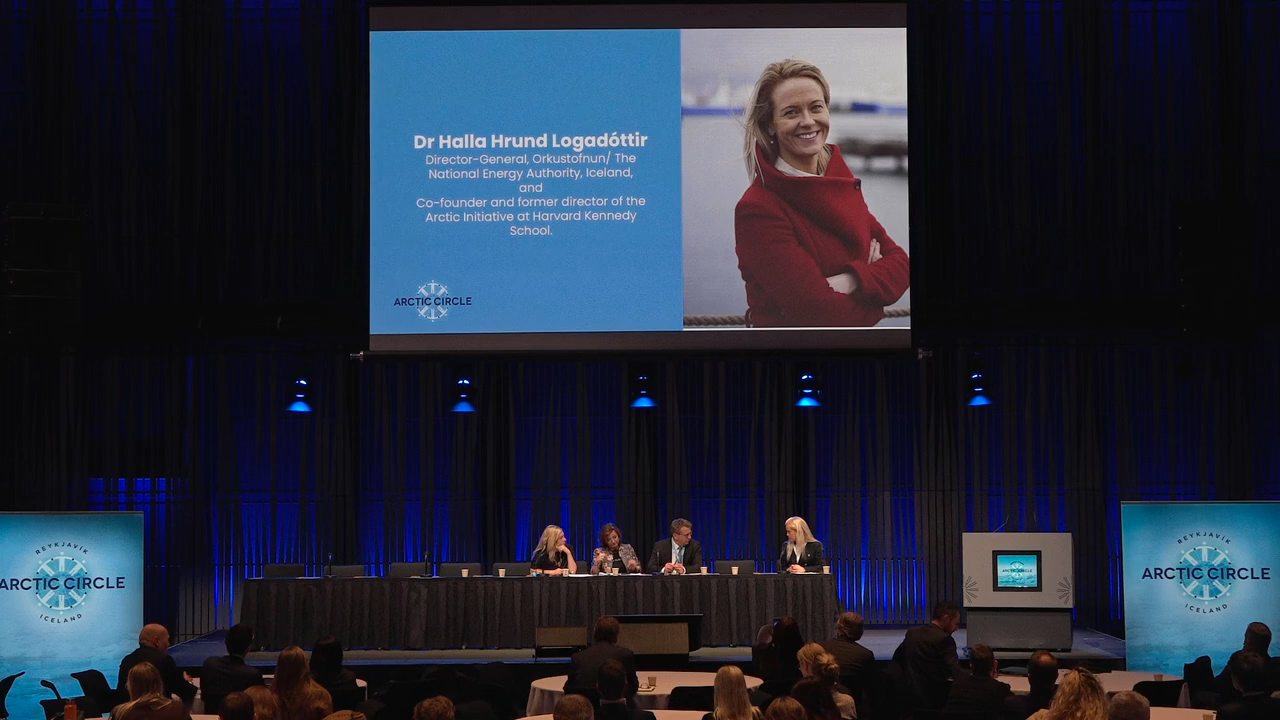 Dr Halla Hrund Logadóttir
Director-General, Orkustofnun/ The
National Energy Authority, Iceland,
and
Co-founder and former director of the
Arctic Initiative at Harvard Kennedy
School.
ARCTIC CIRCLE
REYKJAVÍK
ARCTIC CIRCLE
ICELAND
REYKJAVÍK
ARCTIC CIRCLE
ICELAND